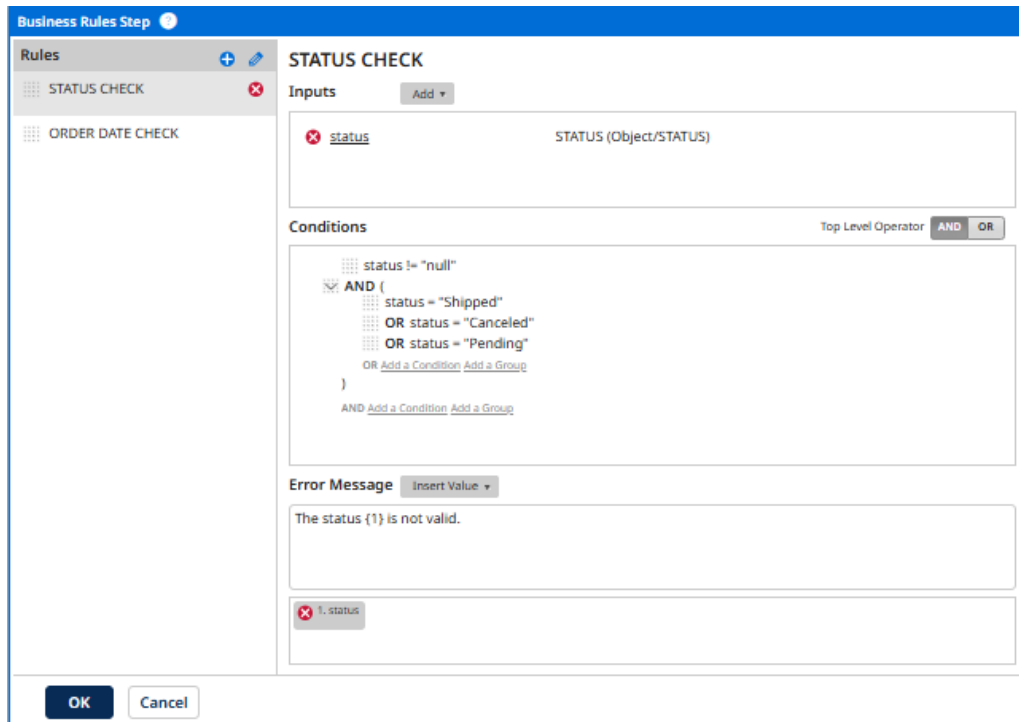 Business Rules Step ?
Rules
STATUS CHECK
ORDER DATE CHECK
STATUS CHECK
Inputs Add
status STATUS (Object/STATUS)
Conditions Top Level Operator AND OR
status != "null"
AND (
status = "Shipped"
OR status = "Canceled"
OR status = "Pending"
OR Add a Condition Add a Group
)
AND Add a Condition Add a Group
Error Message Insert Value
The status {1} is not valid.
1. status
OK Cancel